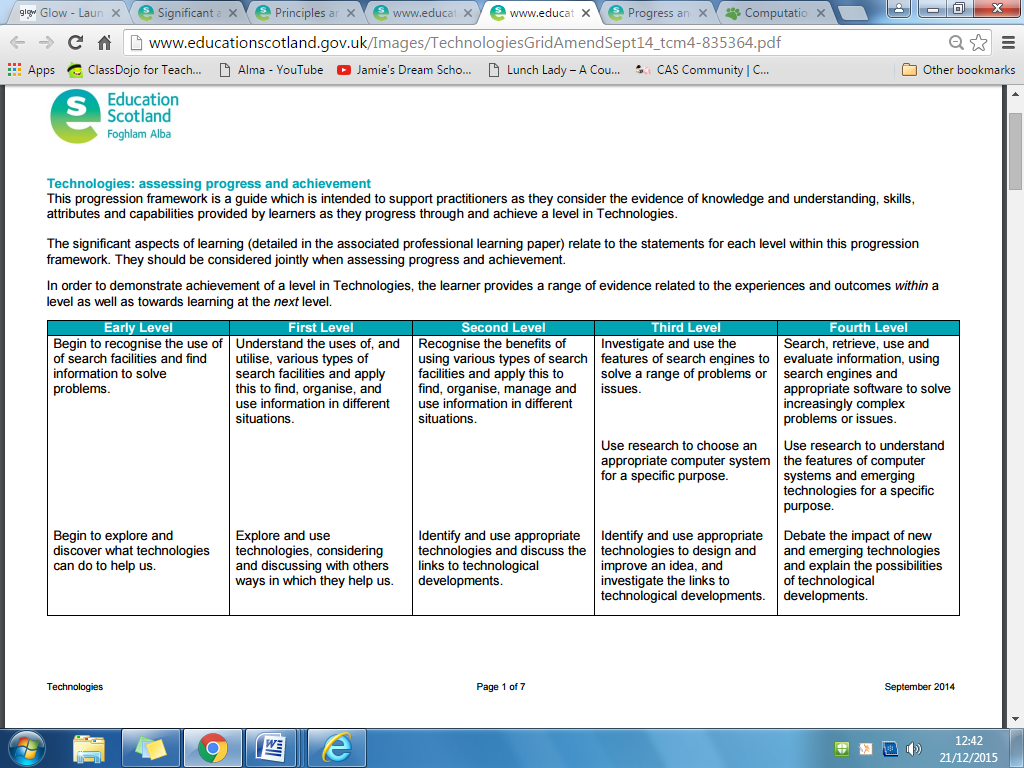 glow Glow - Laun
Significant a
Principles ar
www.educat
www.educat
Progress an
Computatio
www.educationscotland.gov.uk/Images/TechnologiesGridAmendSept14_tcm4-835364.pdf
Apps
ClassDojo for Teach...
Alma - YouTube
Jamie's Dream Scho...
Lunch Lady – A Cou...
CAS Community | C...
Other bookmarks
Education
Scotland
Foghlam Alba
Technologies: assessing progress and achievement
This progression framework is a guide which is intended to support practitioners as they consider the evidence of knowledge and understanding, skills,
attributes and capabilities provided by learners as they progress through and achieve a level in Technologies.
The significant aspects of learning (detailed in the associated professional learning paper) relate to the statements for each level within this progression
framework. They should be considered jointly when assessing progress and achievement.
In order to demonstrate achievement of a level in Technologies, the learner provides a range of evidence related to the experiences and outcomes within a
level as well as towards learning at the next level.
Early Level
First Level
Second Level
Third Level
Fourth Level
Begin to recognise the use of
of search facilities and find
information to solve
problems.
Understand the uses of, and
utilise, various types of
search facilities and apply
this to find, organise, and
use information in different
situations.
Recognise the benefits of
using various types of search
facilities and apply this to
find, organise, manage and
use information in different
situations.
Investigate and use the
features of search engines to
solve a range of problems or
issues.
Search, retrieve, use and
evaluate information, using
search engines and
appropriate software to solve
increasingly complex
problems or issues.
Use research to choose an
appropriate computer system
for a specific purpose.
Use research to understand
the features of computer
systems and emerging
technologies for a specific
purpose.
Begin to explore and
discover what technologies
can do to help us.
Explore and use
technologies, considering
and discussing with others
ways in which they help us.
Identify and use appropriate
technologies and discuss the
links to technological
developments.
Identify and use appropriate
technologies to design and
improve an idea, and
investigate the links to
technological developments.
Debate the impact of new
and emerging technologies
and explain the possibilities
of technological
developments.
Technologies
Page 1 of 7
September 2014
12:42
21/12/2015